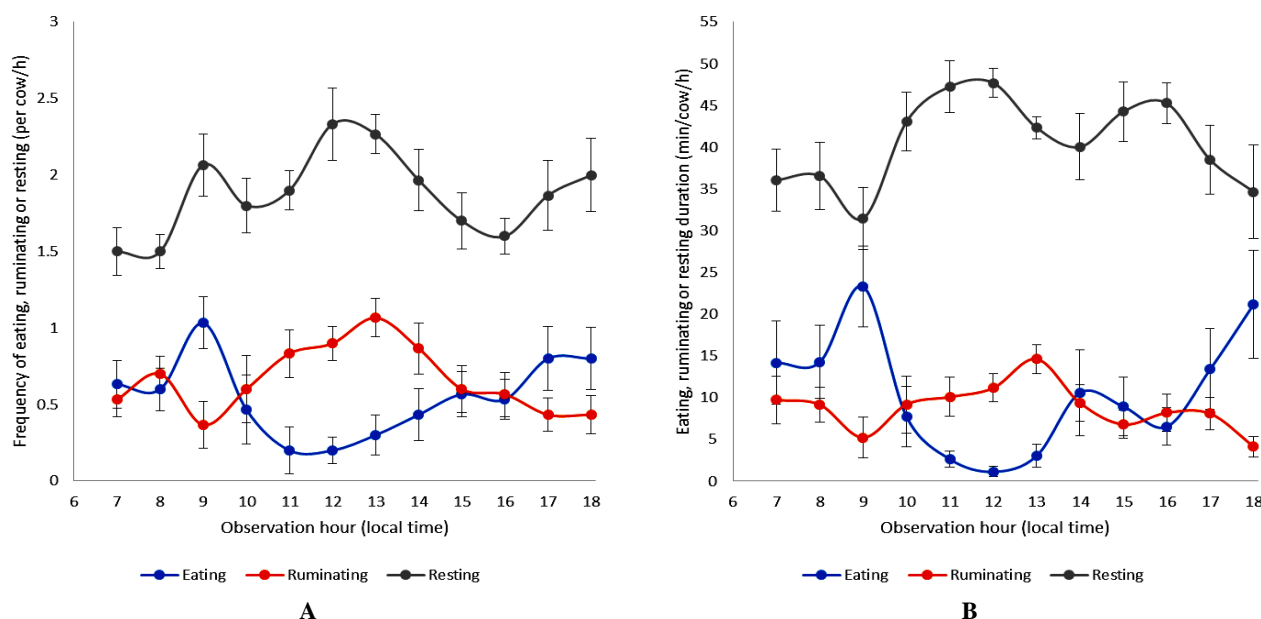 Frequency of eating, ruminating or resting (per cow/h)
3
2.5
2
1.5
1
0.5
0
6 7 8 9 10 11 12 13 14 15 16 17 18
Observation hour (local time)
Eating Ruminating Resting
A
Eating, ruminating or resting duration (min/cow/h)
55
50
45
40
35
30
25
20
15
10
5
0
6 7 8 9 10 11 12 13 14 15 16 17 18
Observation hour (local time)
Eating Ruminating Resting
B